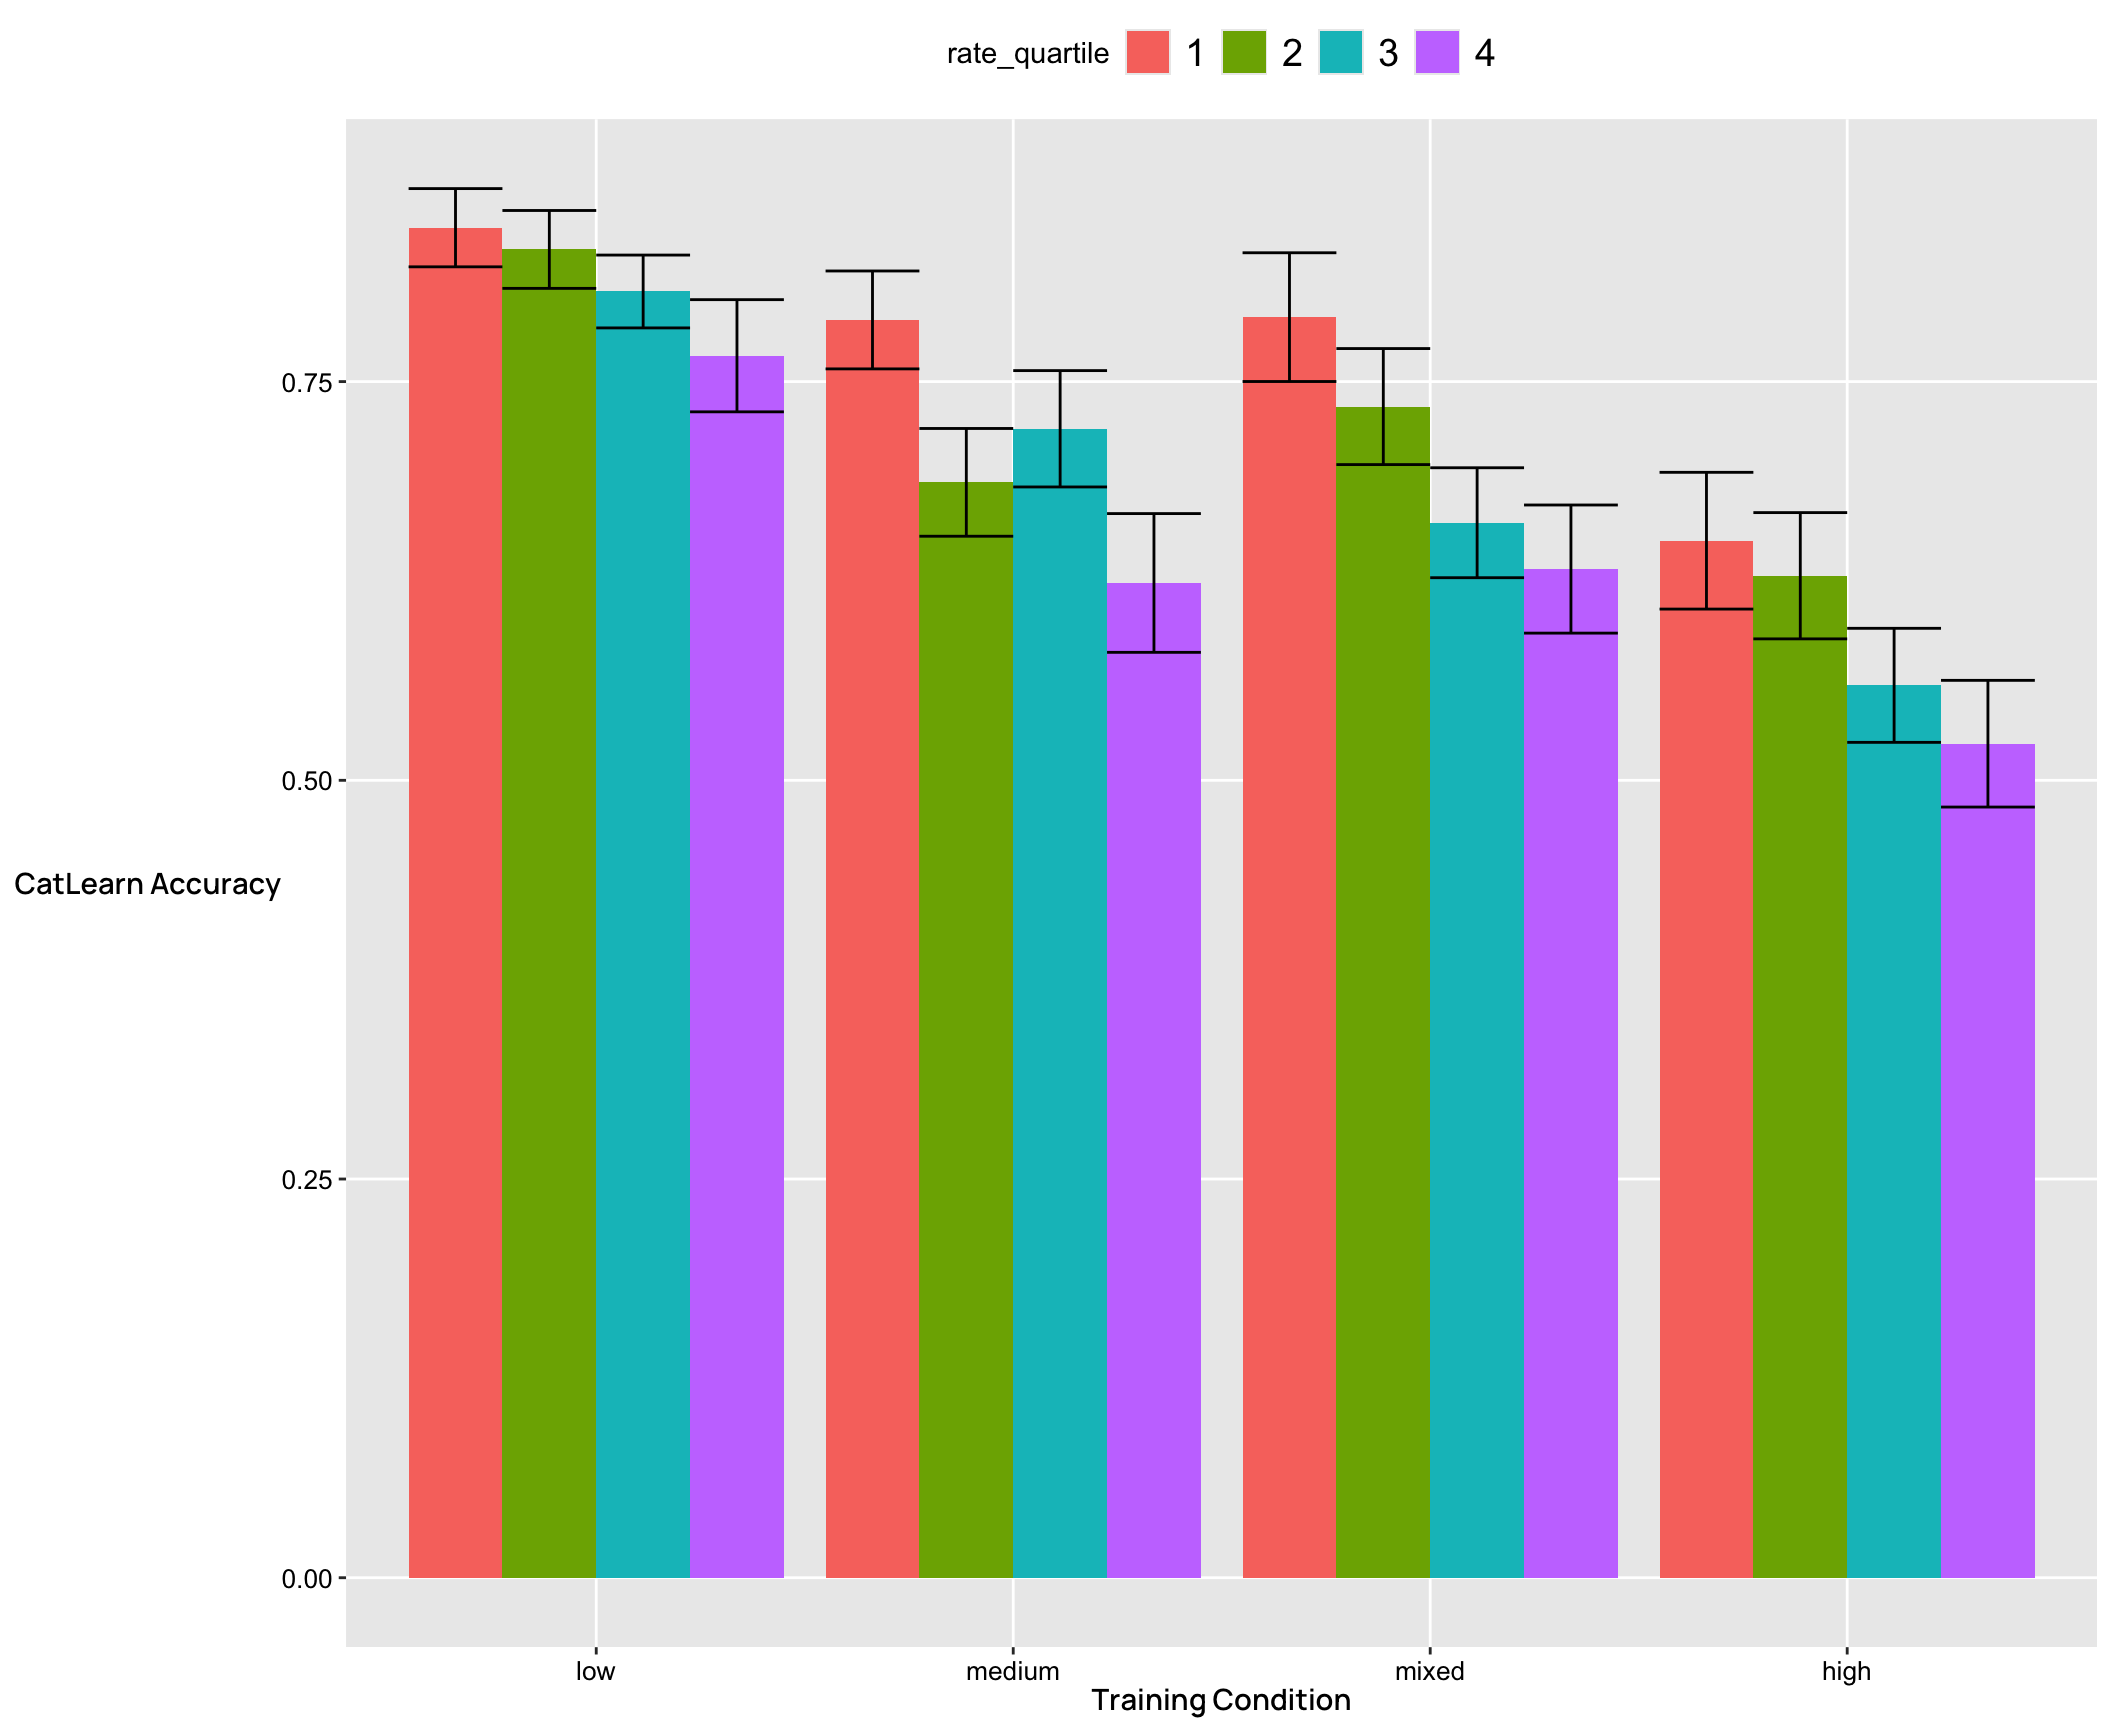 rate_quartile 1 2 3 4
0.75
0.50
CatLearn Accuracy
0.25
0.00
low medium mixed high
Training Condition